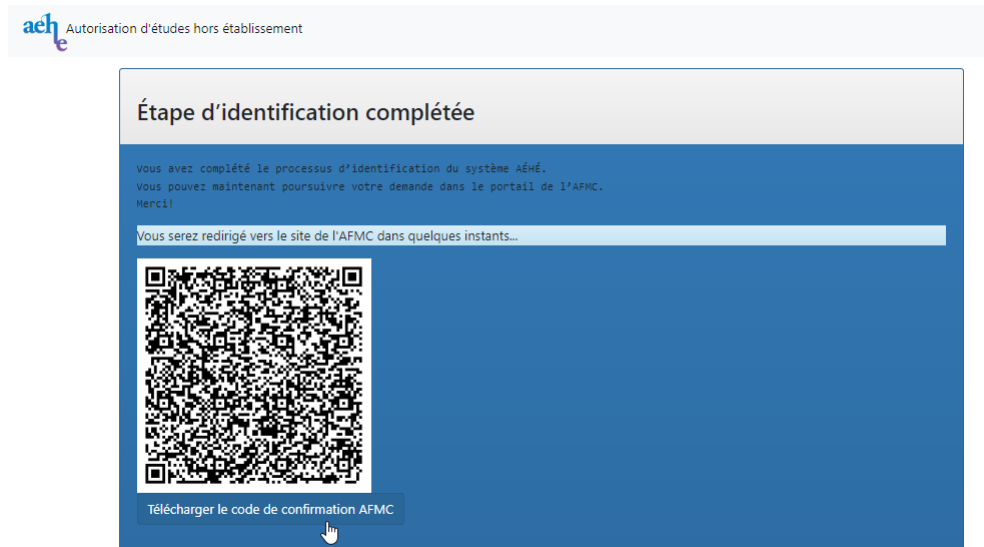 aehe Autorisation d'études hors établissement
Étape d'identification complétée
Vous avez complété le processus d'identification du système AÉHÉ.
Vous pouvez maintenant poursuivre votre demande dans le portail de l'AFMC.
Merci!
Vous serez redirigé vers le site de l'AFMC dans quelques instants...
Télécharger le code de confirmation AFMC